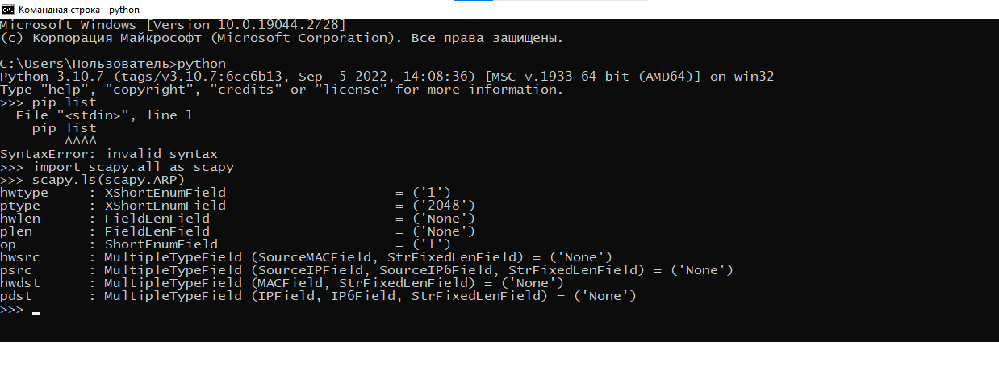 Командная строка - python
Microsoft Windows [Version 10.0.19044.2728]
(c) Корпорация Майкрософт (Microsoft Corporation). Все права защищены.
C:\Users\Пользователь>python
Python 3.10.7 (tags/v3.10.7:6cc6b13, Sep  5 2022, 14:08:36) [MSC v.1933 64 bit (AMD64)] on win32
Type "help", "copyright", "credits" or "license" for more information.
>>> pip list
  File "<stdin>", line 1
    pip list
        ^^^^
SyntaxError: invalid syntax
>>> import scapy.all as scapy
>>> scapy.ls(scapy.ARP)
hwtype     : XShortEnumField                     = ('1')
ptype      : XShortEnumField                     = ('2048')
hwlen      : FieldLenField                       = ('None')
plen       : FieldLenField                       = ('None')
op         : ShortEnumField                      = ('1')
hwsrc      : MultipleTypeField (SourceMACField, StrFixedLenField) = ('None')
psrc       : MultipleTypeField (SourceIPField, SourceIP6Field, StrFixedLenField) = ('None')
hwdst      : MultipleTypeField (MACField, StrFixedLenField) = ('None')
pdst       : MultipleTypeField (IPField, IP6Field, StrFixedLenField) = ('None')
>>>